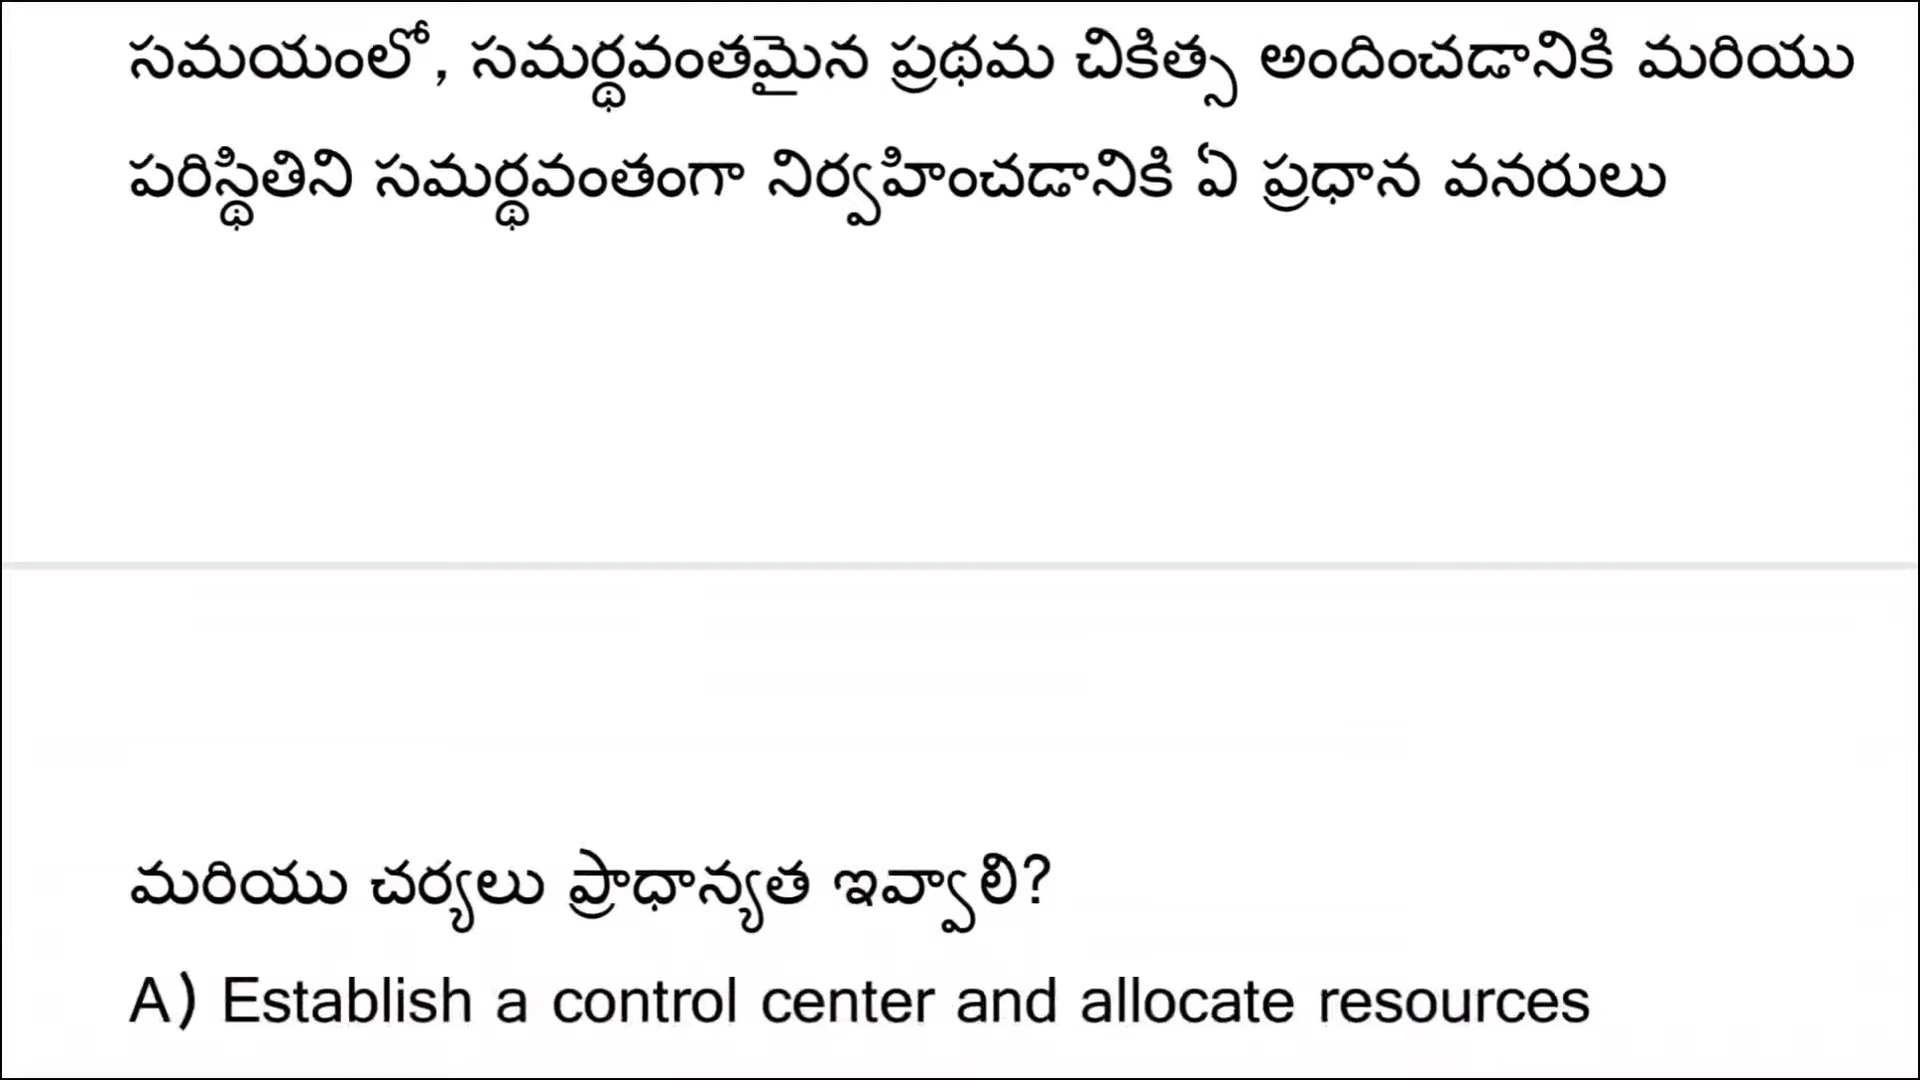 సమయంలో, సమర్థవంతమైన ప్రథమ చికిత్స అందించడానికి మరియు
పరిస్థితిని సమర్థవంతంగా నిర్వహించడానికి ఏ ప్రధాన వనరులు
మరియు చర్యలు ప్రాధాన్యత ఇవ్వాలి?
A) Establish a control center and allocate resources